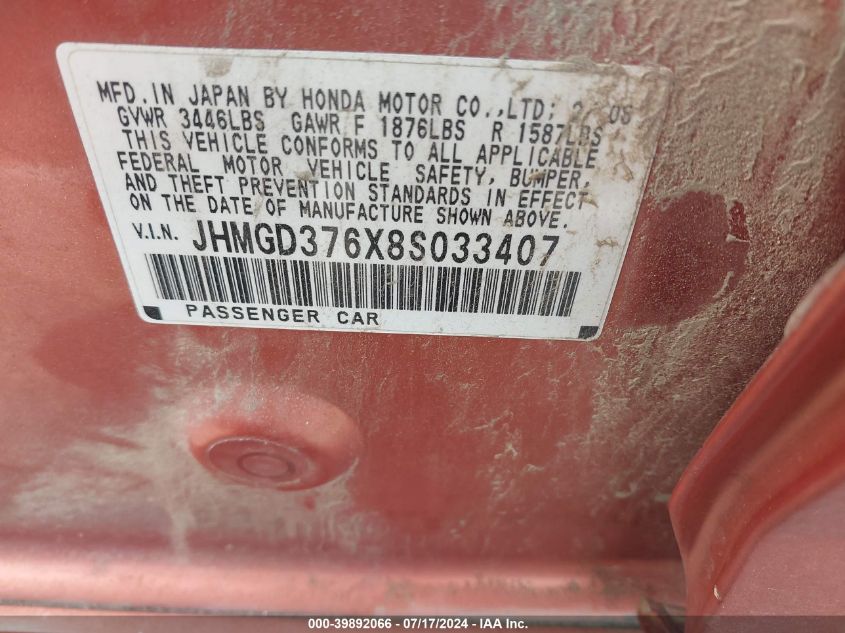 MFD. IN JAPAN BY HONDA MOTOR CO.,LTD; 08
GVWR 3446LBS GAWR F 1876LBS R 1587LBS
THIS VEHICLE CONFORMS TO ALL APPLICABLE
FEDERAL MOTOR VEHICLE SAFETY, BUMPER,
AND THEFT PREVENTION STANDARDS IN EFFECT
ON THE DATE OF MANUFACTURE SHOWN ABOVE.
V.I.N. JHMGD376X8S033407
PASSENGER CAR
000-39892066 / 07/17/2024 - IAA Inc.